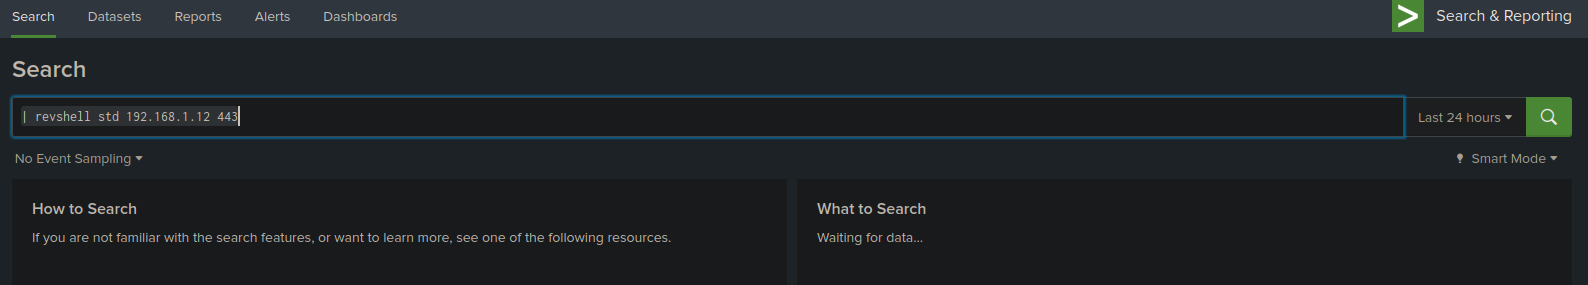 Search Datasets Reports Alerts Dashboards > Search & Reporting
Search
| revshell std 192.168.1.12 443 Last 24 hours
No Event Sampling Smart Mode
How to Search What to Search
If you are not familiar with the search features, or want to learn more, see one of the following resources. Waiting for data...